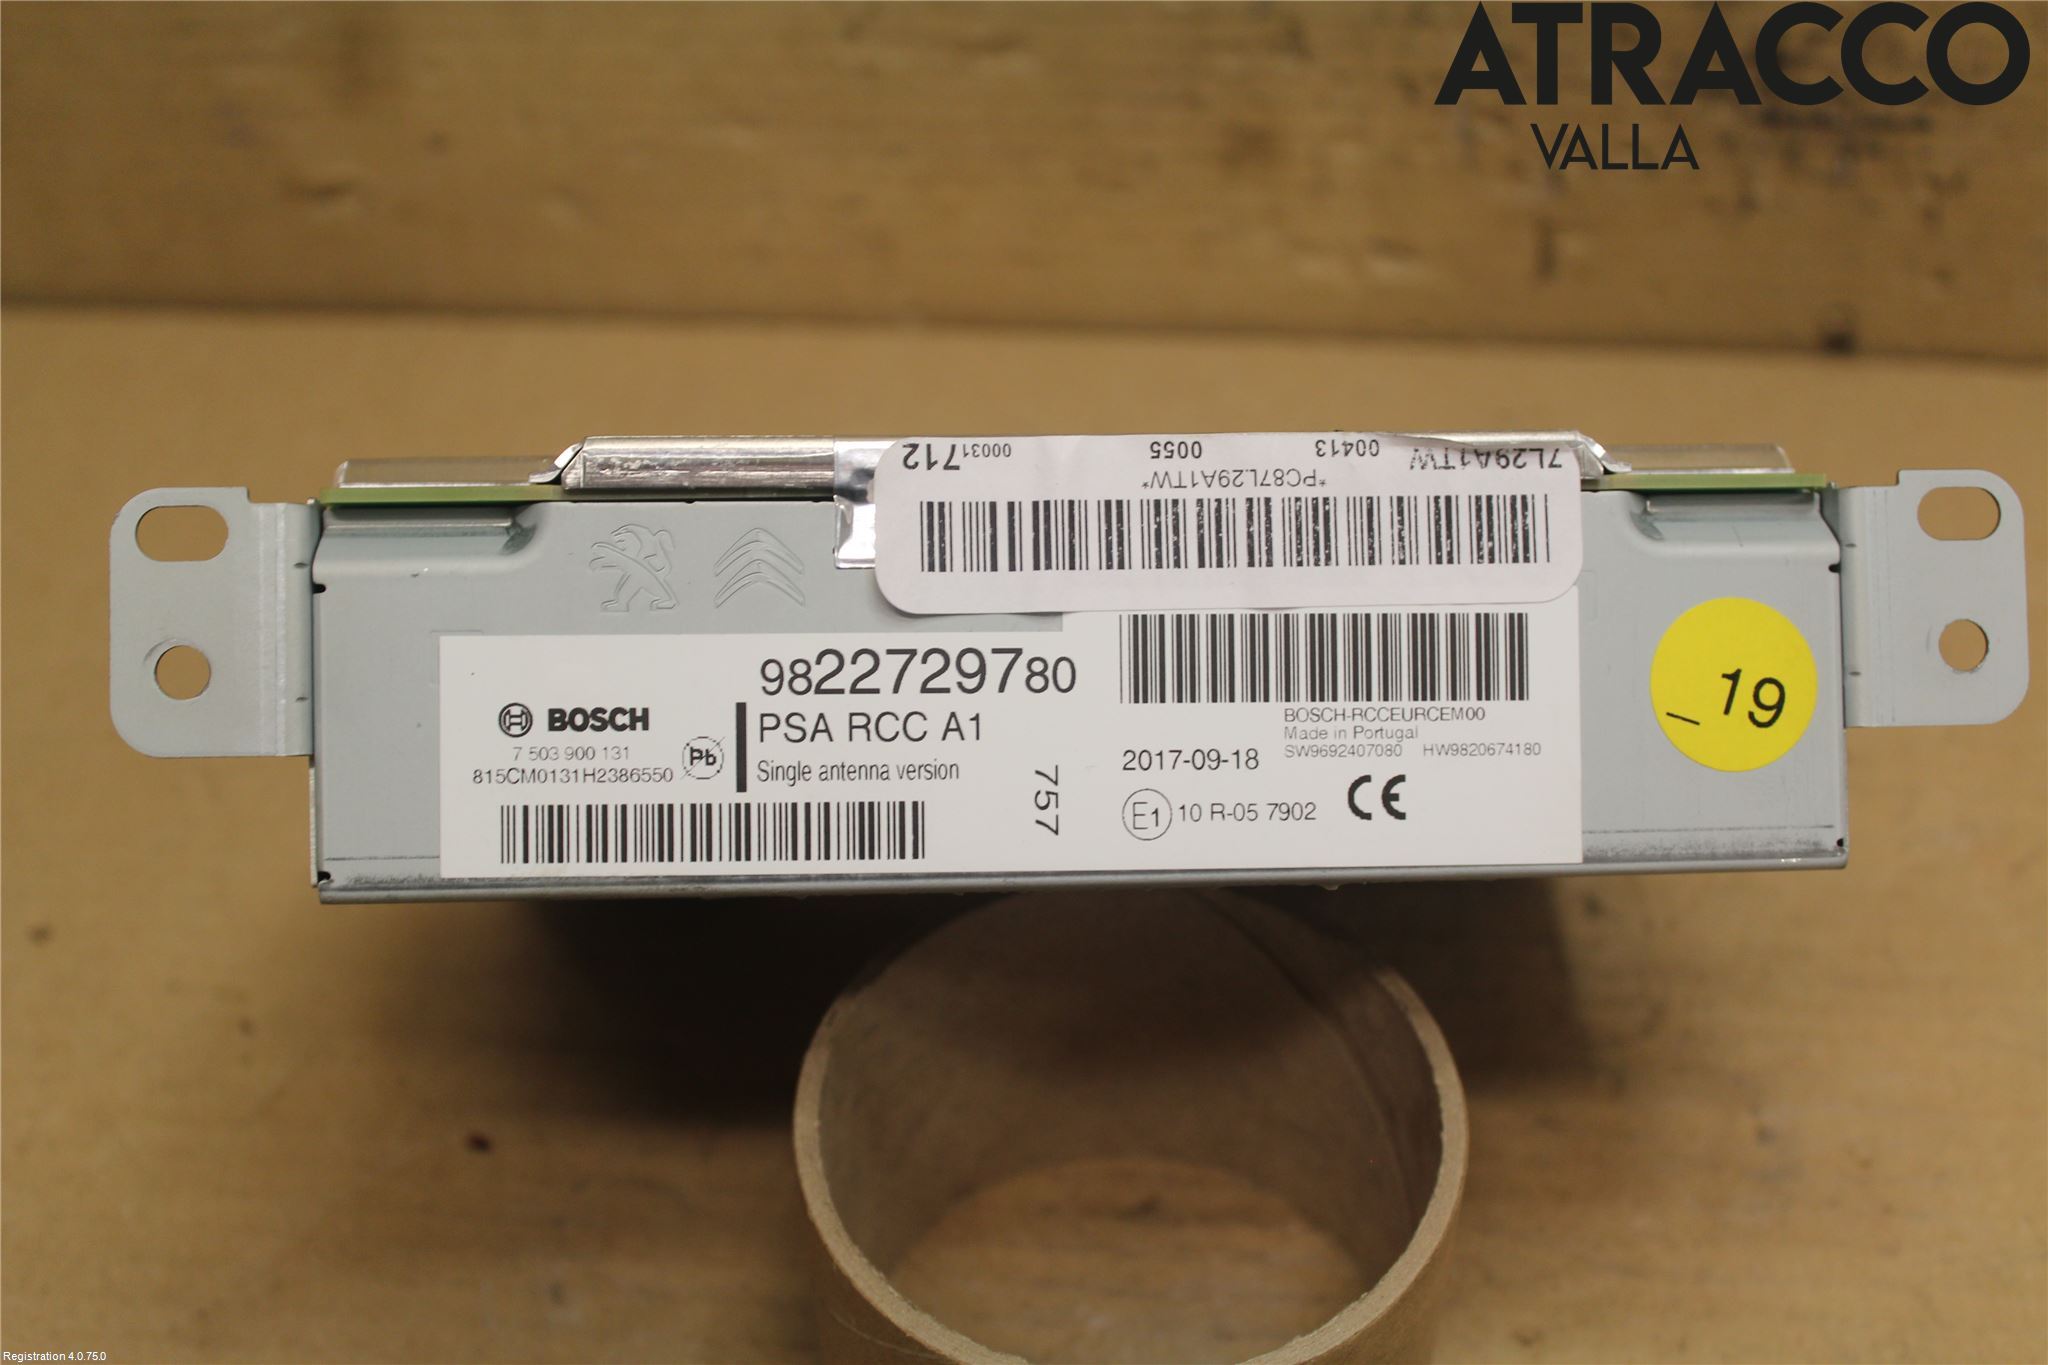 ATRACCO
VALLA
7L29A1TW 00413 0055 00031712
*PC87L29A1TW*
9822729780
BOSCH
PSA RCC A1
7 503 900 131
815CM0131H2386550
Pb
Single antenna version
757
BOSCH-RCCEURCEM00
Made in Portugal
2017-09-18
SW9692407080 HW9820674180
E1 10 R-05 7902 CE
_19
Registration 4.0.75.0